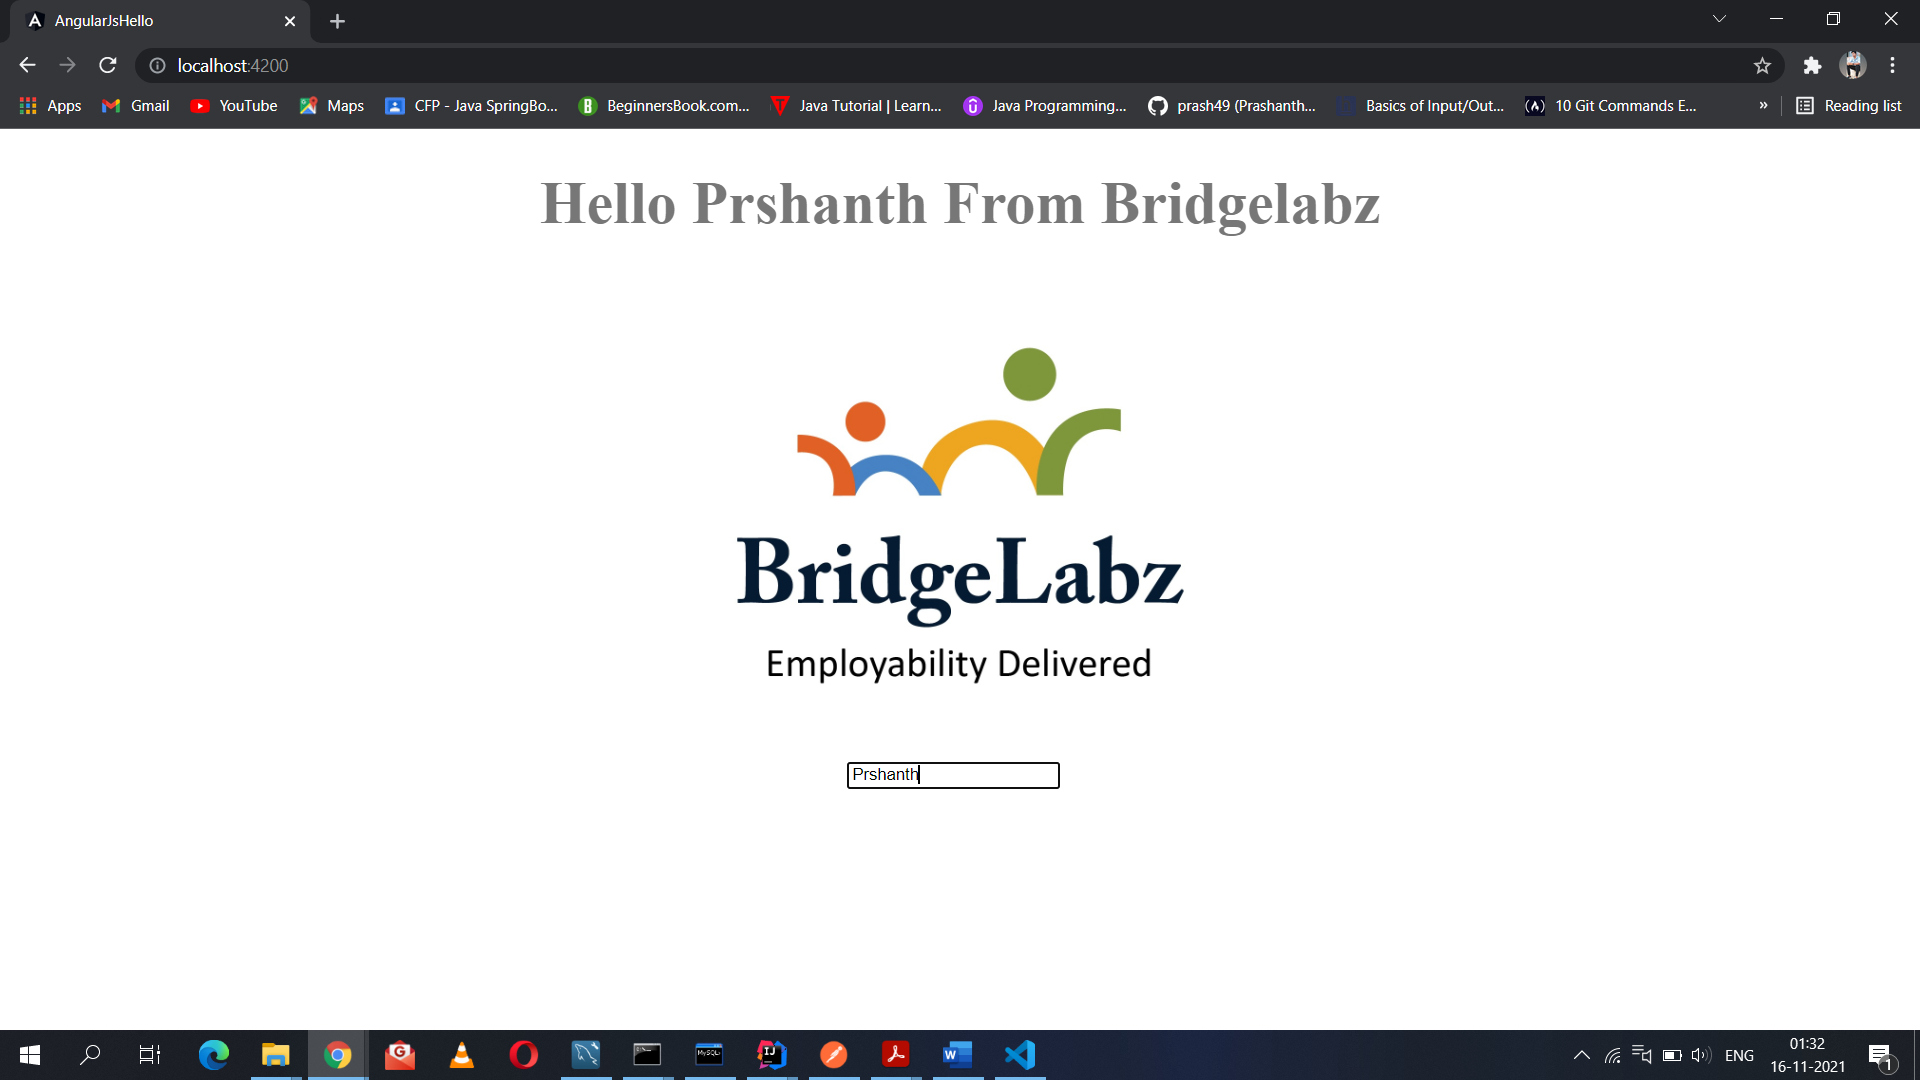 AngularJsHello
localhost:4200
Apps Gmail YouTube Maps CFP - Java SpringBo... BeginnersBook.com... Java Tutorial | Learn... Java Programming... prash49 (Prashanth... Basics of Input/Out... 10 Git Commands E... » Reading list
Hello Prshanth From Bridgelabz
BridgeLabz
Employability Delivered
Prshanth
ENG
01:32
16-11-2021
1